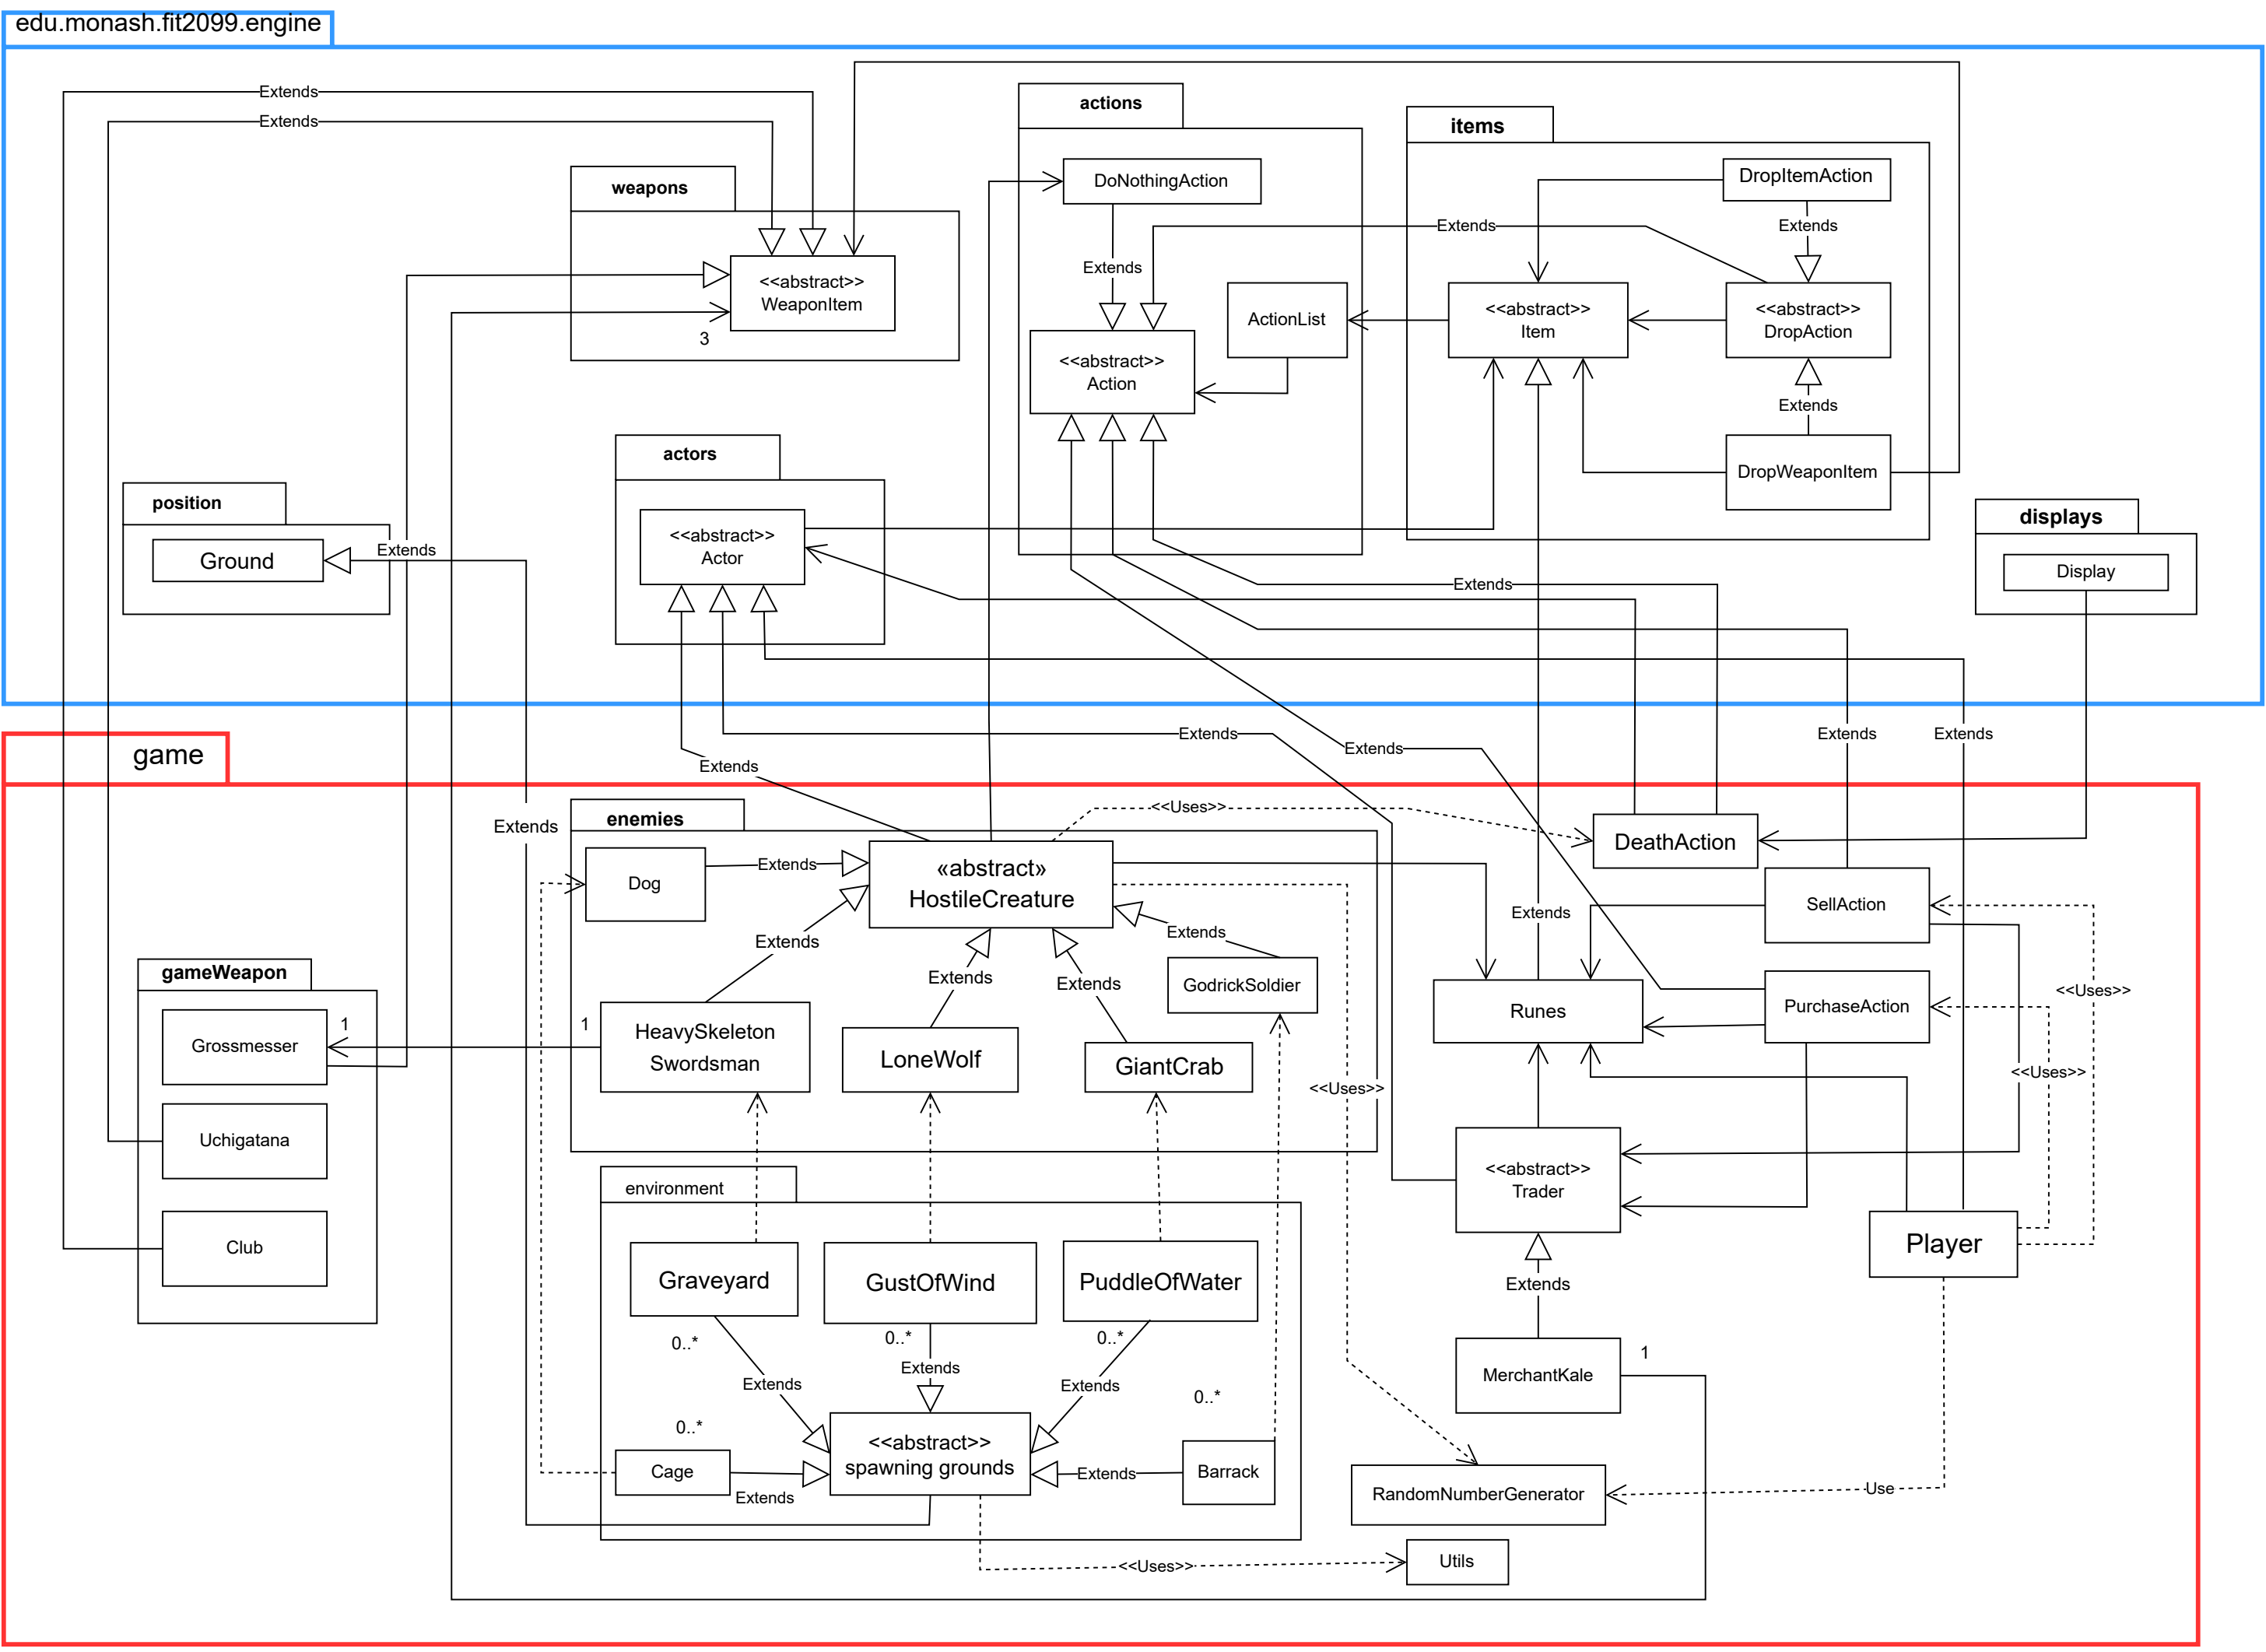 edu.monash.fit2099.engine
Extends
Extends
actions
items
weapons
DoNothingAction
DropItemAction
Extends
Extends
Extends
<<abstract>>
WeaponItem
3
ActionList
<<abstract>>
Item
<<abstract>>
DropAction
<<abstract>>
Action
Extends
actors
DropWeaponItem
position
displays
<<abstract>>
Actor
Extends
Ground
Display
Extends
game
Extends
Extends
Extends
Extends
Extends
<<Uses>>
enemies
Extends
DeathAction
Dog
Extends
«abstract»
HostileCreature
SellAction
Extends
Extends
Extends
gameWeapon
Extends
Extends
GodrickSoldier
<<Uses>>
Runes
PurchaseAction
1
1
HeavySkeleton
Swordsman
Grossmesser
LoneWolf
GiantCrab
<<Uses>>
<<Uses>>
Uchigatana
<<abstract>>
Trader
environment
Club
Player
Graveyard
GustOfWind
PuddleOfWater
Extends
0..*
0..*
0..*
1
Extends
Extends
Extends
MerchantKale
0..*
0..*
<<abstract>>
spawning grounds
Cage
Extends
Extends
Barrack
RandomNumberGenerator
Use
<<Uses>>
Utils